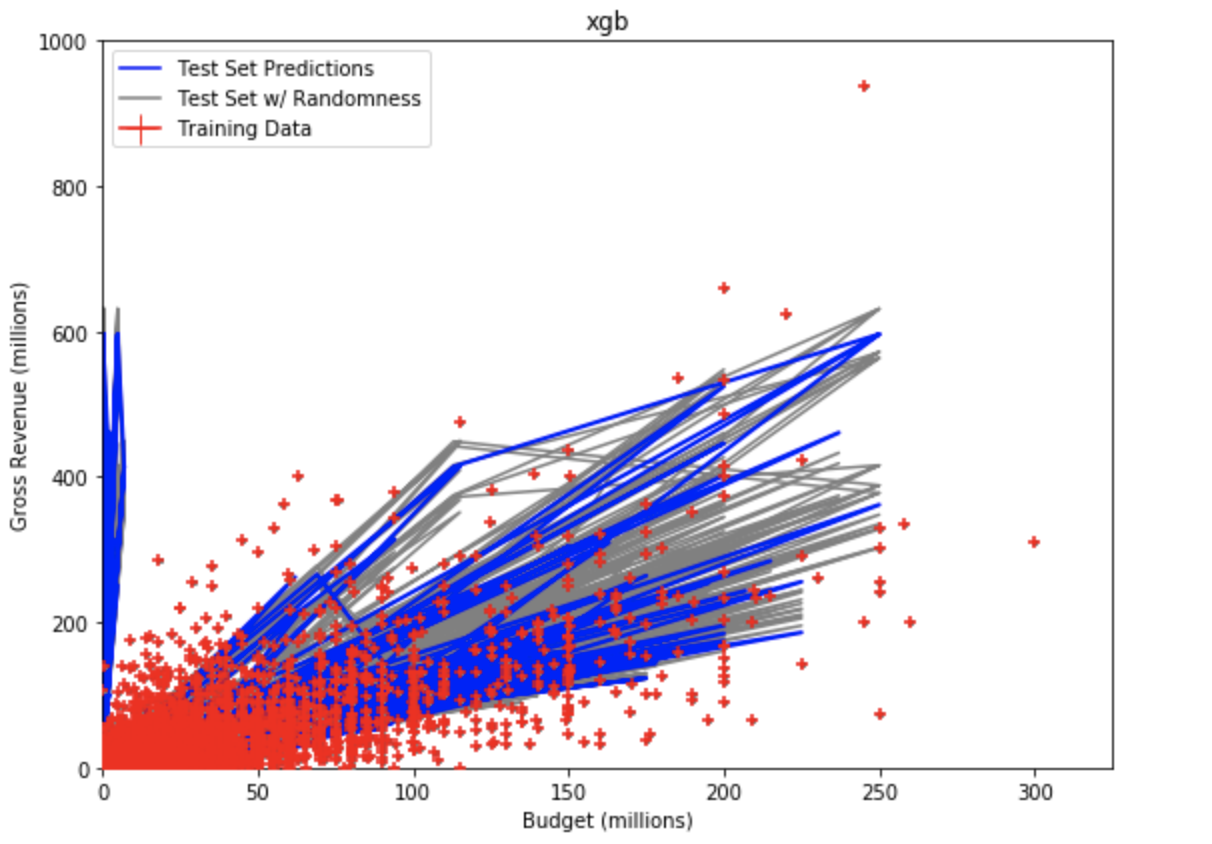 xgb
1000
800
600
400
200
0
Gross Revenue (millions)
Test Set Predictions
Test Set w/ Randomness
Training Data
0 50 100 150 200 250 300
Budget (millions)